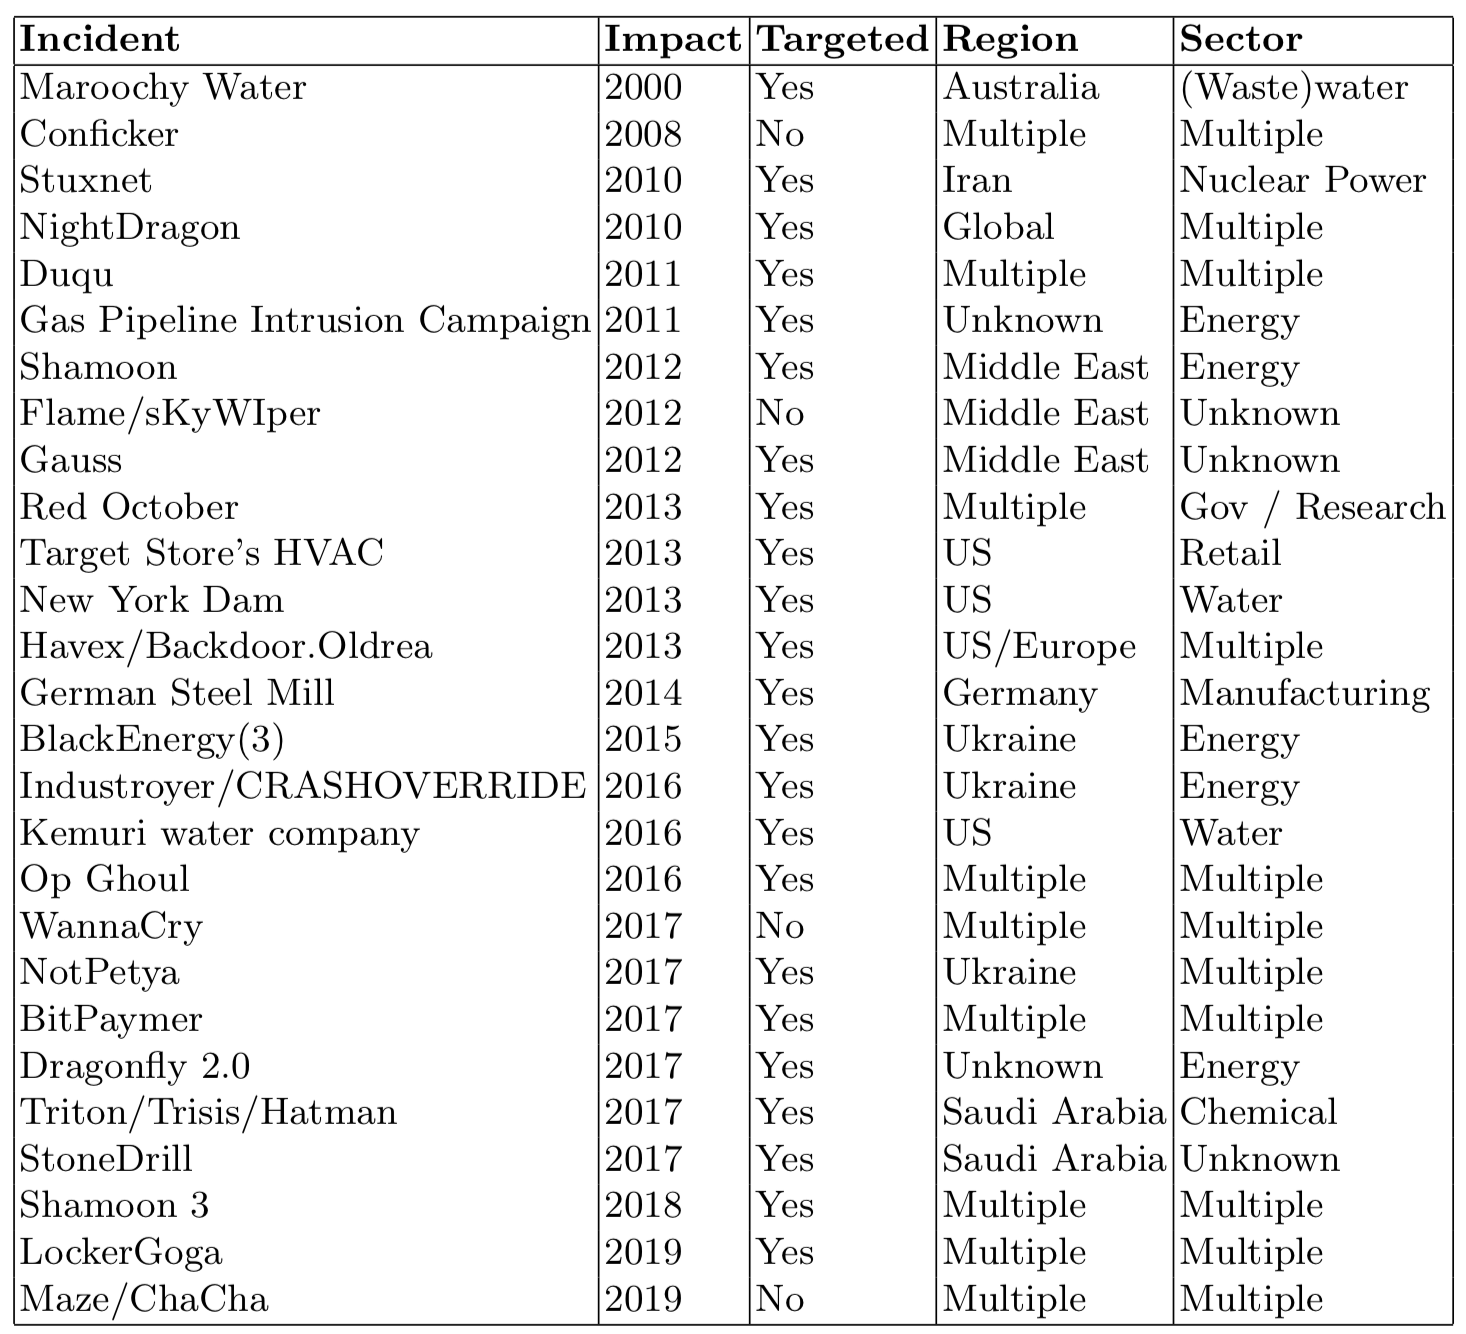 Incident Impact Targeted Region Sector
Maroochy Water 2000 Yes Australia (Waste)water
Conficker 2008 No Multiple Multiple
Stuxnet 2010 Yes Iran Nuclear Power
NightDragon 2010 Yes Global Multiple
Duqu 2011 Yes Multiple Multiple
Gas Pipeline Intrusion Campaign 2011 Yes Unknown Energy
Shamoon 2012 Yes Middle East Energy
Flame/sKyWIper 2012 No Middle East Unknown
Gauss 2012 Yes Middle East Unknown
Red October 2013 Yes Multiple Gov / Research
Target Store's HVAC 2013 Yes US Retail
New York Dam 2013 Yes US Water
Havex/Backdoor.Oldrea 2013 Yes US/Europe Multiple
German Steel Mill 2014 Yes Germany Manufacturing
BlackEnergy(3) 2015 Yes Ukraine Energy
Industroyer/CRASHOVERRIDE 2016 Yes Ukraine Energy
Kemuri water company 2016 Yes US Water
Op Ghoul 2016 Yes Multiple Multiple
WannaCry 2017 No Multiple Multiple
NotPetya 2017 Yes Ukraine Multiple
BitPaymer 2017 Yes Multiple Multiple
Dragonfly 2.0 2017 Yes Unknown Energy
Triton/Trisis/Hatman 2017 Yes Saudi Arabia Chemical
StoneDrill 2017 Yes Saudi Arabia Unknown
Shamoon 3 2018 Yes Multiple Multiple
LockerGoga 2019 Yes Multiple Multiple
Maze/ChaCha 2019 No Multiple Multiple